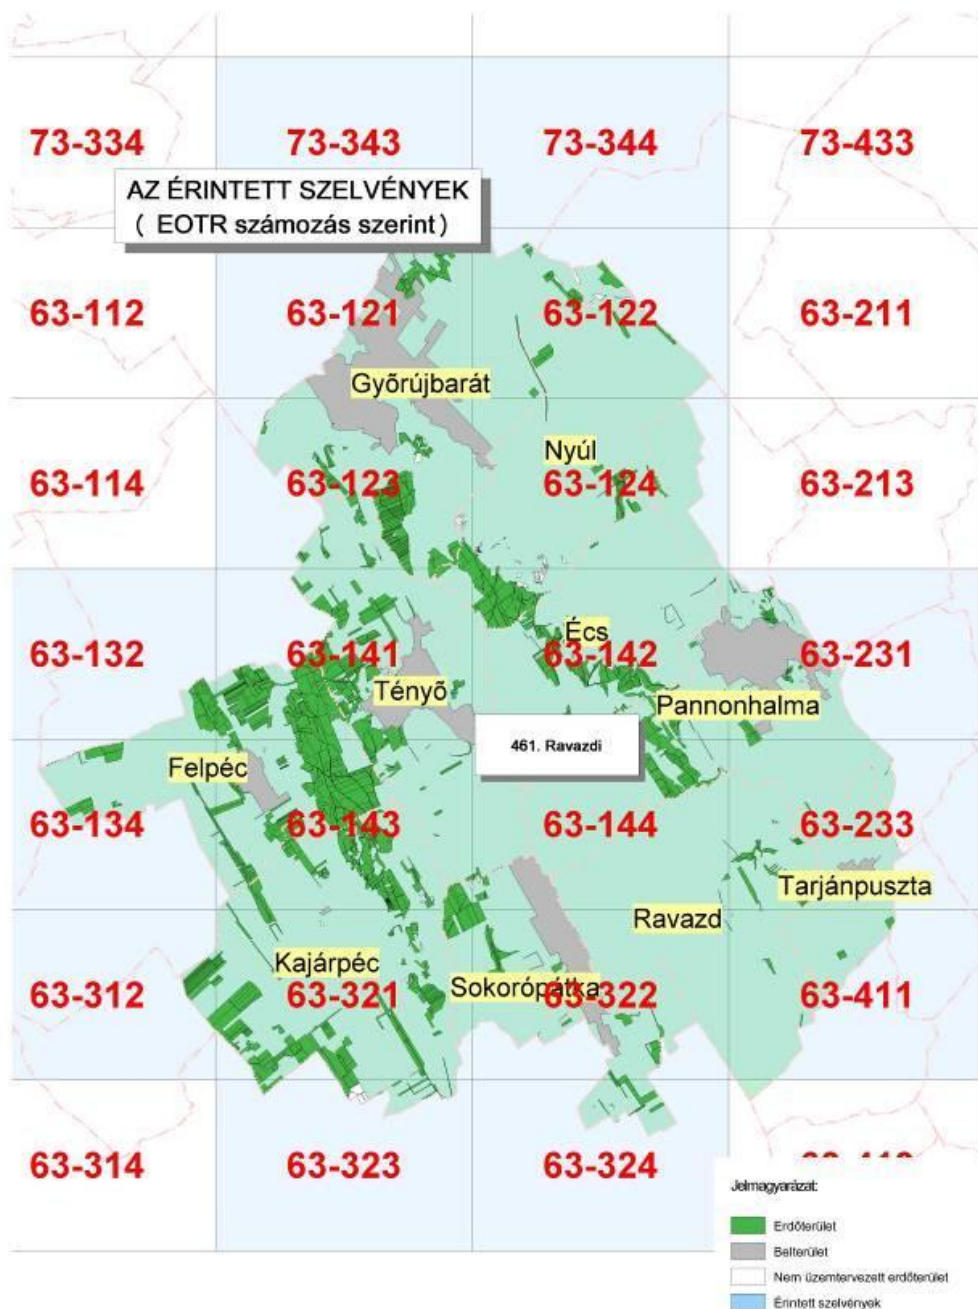 73-334
73-343
73-344
73-433
AZ ÉRINTETT SZELVÉNYEK
( EOTR számozás szerint )
63-112
63-121
63-122
63-211
Győrújbarát
Nyúl
63-114
63-123
63-124
63-213
Écs
63-132
63-141
63-142
63-231
Tényő
Pannonhalma
461. Ravazdi
Felpéc
63-134
63-143
63-144
63-233
Tarjánpuszta
Ravazd
Kajárpéc
Sokorópátka
63-312
63-321
63-322
63-411
63-314
63-323
63-324
Jelmagyarázat:
Erdőterület
Belterület
Nem üzemtervezett erdőterület
Érintett szelvények